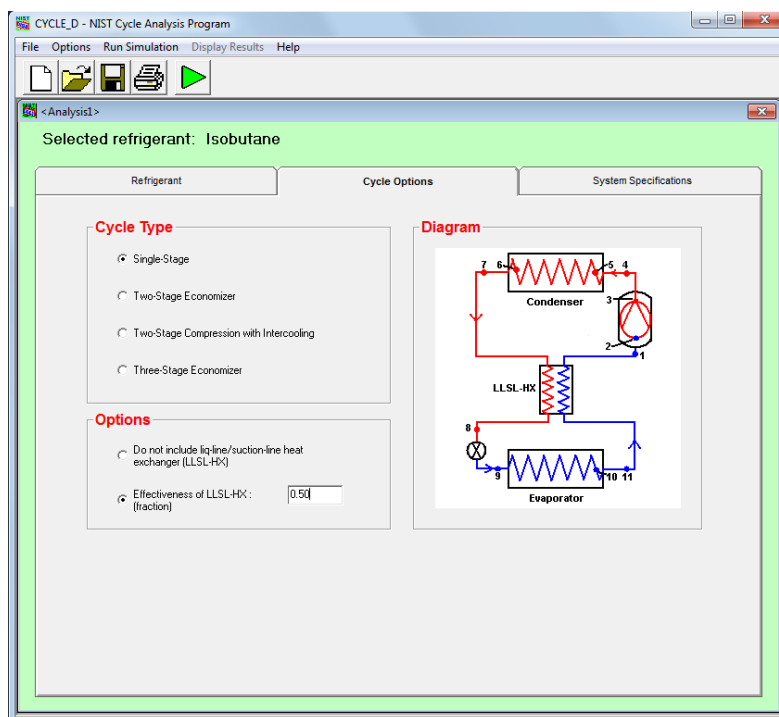 CYCLE_D - NIST Cycle Analysis Program
File Options Run Simulation Display Results Help
<Analysis1>
Selected refrigerant: Isobutane
Refrigerant
Cycle Options
System Specifications
Cycle Type
Single-Stage
Two-Stage Economizer
Two-Stage Compression with Intercooling
Three-Stage Economizer
Options
Do not include liq-line/suction-line heat
exchanger (LLSL-HX)
Effectiveness of LLSL-HX :
(fraction)
0.50
Diagram
7 6 5 4
Condenser
3
2
1
LLSL-HX
8
9
10 11
Evaporator